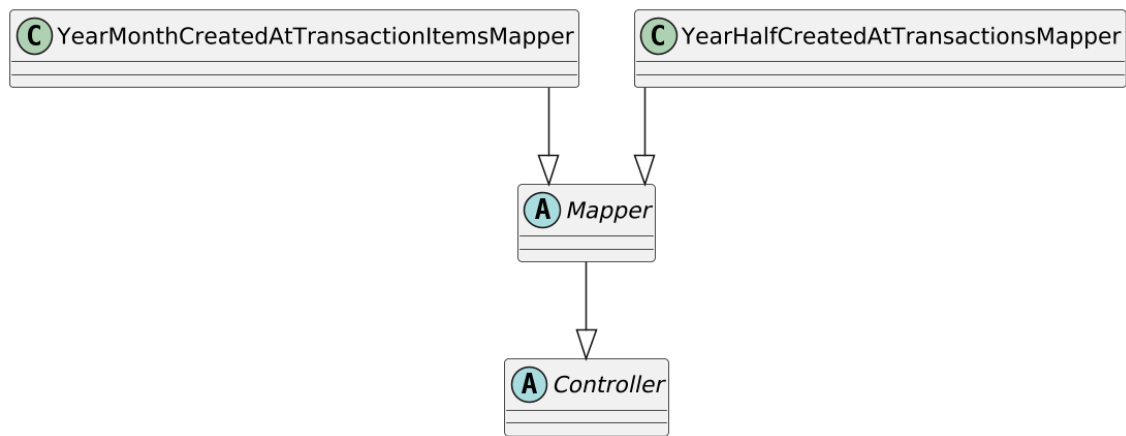 C YearMonthCreatedAtTransactionItemsMapper
C YearHalfCreatedAtTransactionsMapper
A Mapper
A Controller